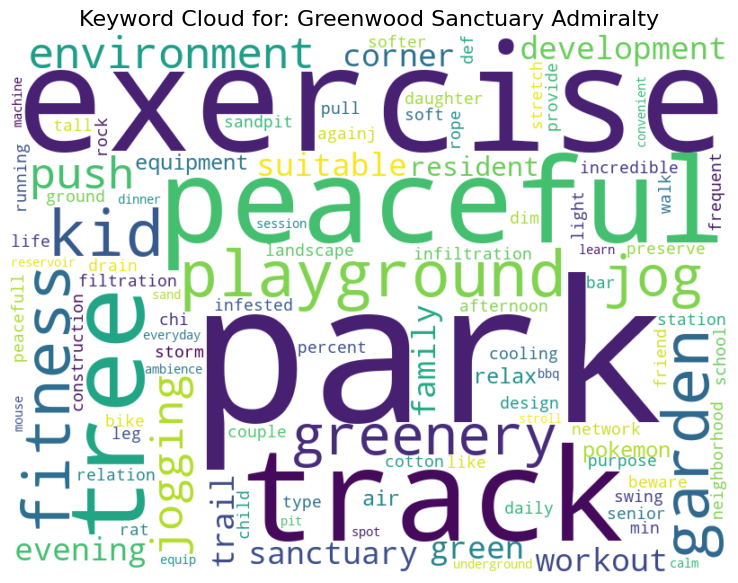 Keyword Cloud for: Greenwood Sanctuary Admiralty
environment
softer
corner
def
development
exercise
machine
tall
rock
sandpit
pull
againj
daughter
soft
rope
stretch
provide
convenient
running
push
equipment
suitable
resident
incredible
frequent
ground
dinner
peaceful
walk
life
kid
session
dim
light
learn
preserve
reservoir
drain
landscape
infiltration
filtration
sand
playground
bar
jog
peacefull
fitness
construction
tree
chi
infested
afternoon
station
everyday
storm
percent
park
family
cooling
friend
school
ambience
relax
bbq
design
garden
mouse
bike
leg
jogging
couple
greenery
stroll
network
neighborhood
relation
trail
cotton
like
pokemon
purpose
rat
child
type
track
air
daily
swing
beware
senior
pit
spot
min
evening
equip
sanctuary
green
underground
workout
calm